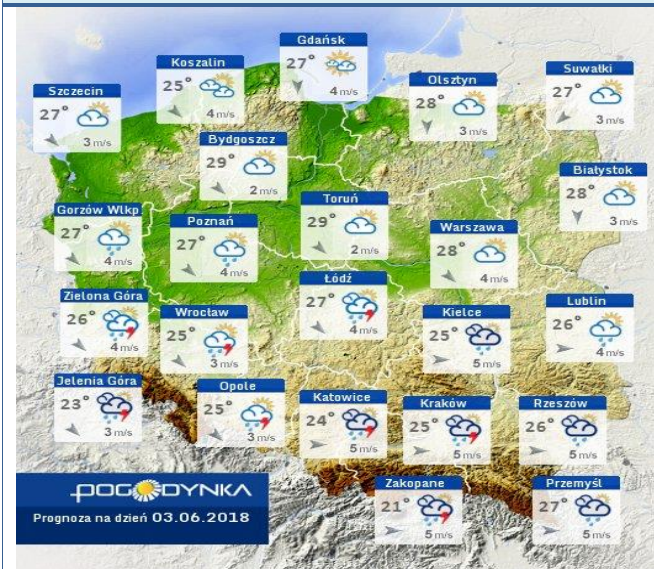 Gdańsk
27° 4 m/s
Koszalin
25° 4 m/s
Suwałki
27° 3 m/s
Olsztyn
28° 3 m/s
Szczecin
27° 3 m/s
Bydgoszcz
29° 2 m/s
Białystok
28° 3 m/s
Toruń
29° 2 m/s
Gorzów Wlkp.
27° 4 m/s
Poznań
27° 4 m/s
Warszawa
28° 4 m/s
Łódź
27° 4 m/s
Zielona Góra
26° 4 m/s
Lublin
26° 4 m/s
Wrocław
25° 3 m/s
Kielce
25° 5 m/s
Jelenia Góra
23° 3 m/s
Opole
25° 3 m/s
Katowice
24° 5 m/s
Kraków
25° 5 m/s
Rzeszów
26° 5 m/s
Zakopane
21° 5 m/s
Przemyśl
27° 5 m/s
POGODYNKA
Prognoza na dzień 03.06.2018